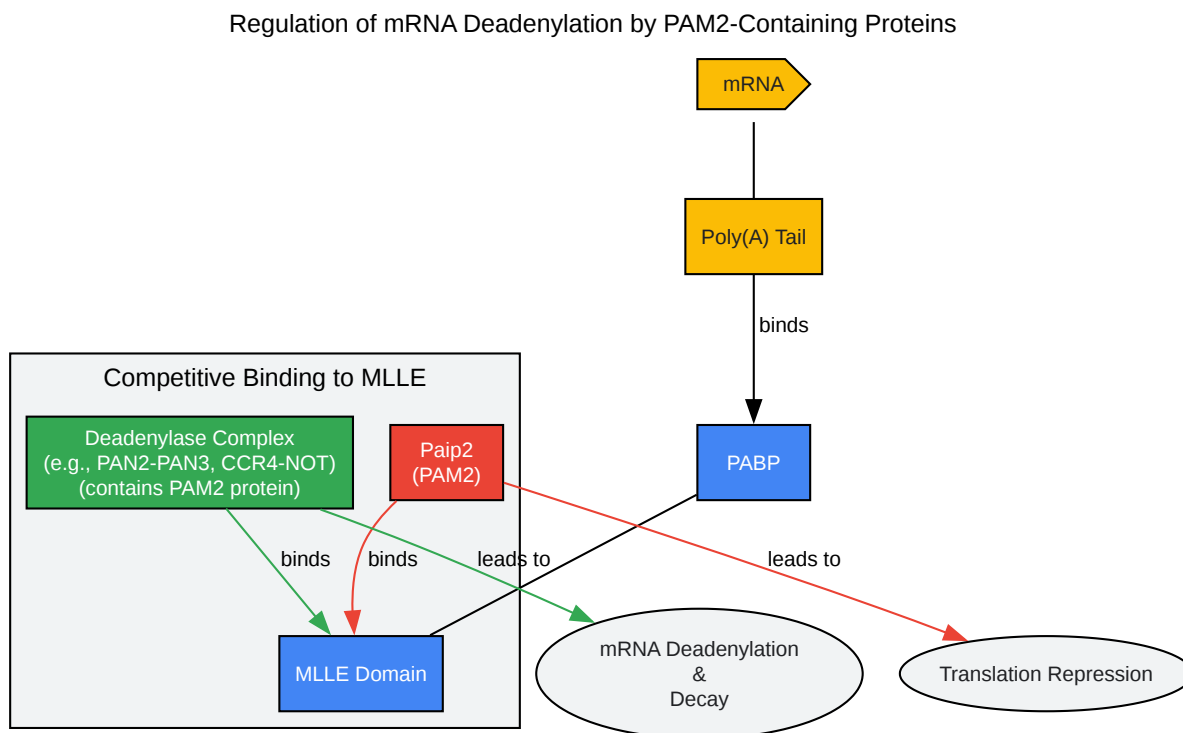 Regulation of mRNA Deadenylation by PAM2-Containing Proteins
mRNA
Poly(A) Tail
binds
Competitive Binding to MLLE
Deadenylase Complex
(e.g., PAN2-PAN3, CCR4-NOT)
(contains PAM2 protein)
Paip2
(PAM2)
PABP
binds
binds
leads to
leads to
MLLE Domain
mRNA Deadenylation
&
Decay
Translation Repression